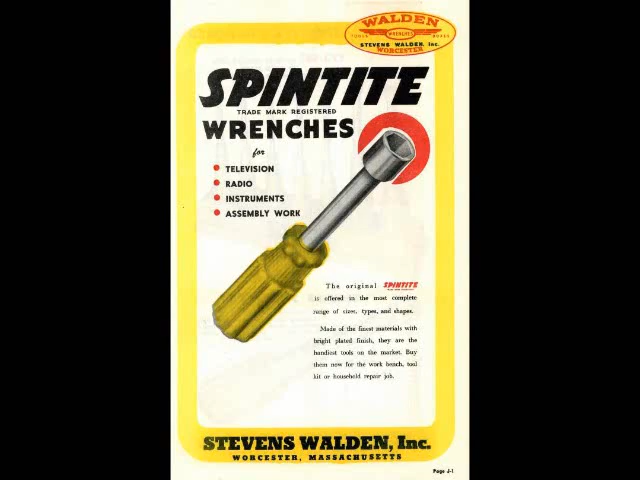 WALDEN
WRENCHES
STEVENS WALDEN, Inc.
WORCESTER
SPINTITE
TRADE MARK REGISTERED
WRENCHES
for
TELEVISION
RADIO
INSTRUMENTS
ASSEMBLY WORK
The original SPINTITE
is offered in the most complete
range of sizes, types, and shapes.
Made of the finest materials with
bright plated finish, they are the
handiest tools on the market. Buy
them now for the work bench, tool
kit or household repair job.
STEVENS WALDEN, Inc.
WORCESTER, MASSACHUSETTS
Page J-1